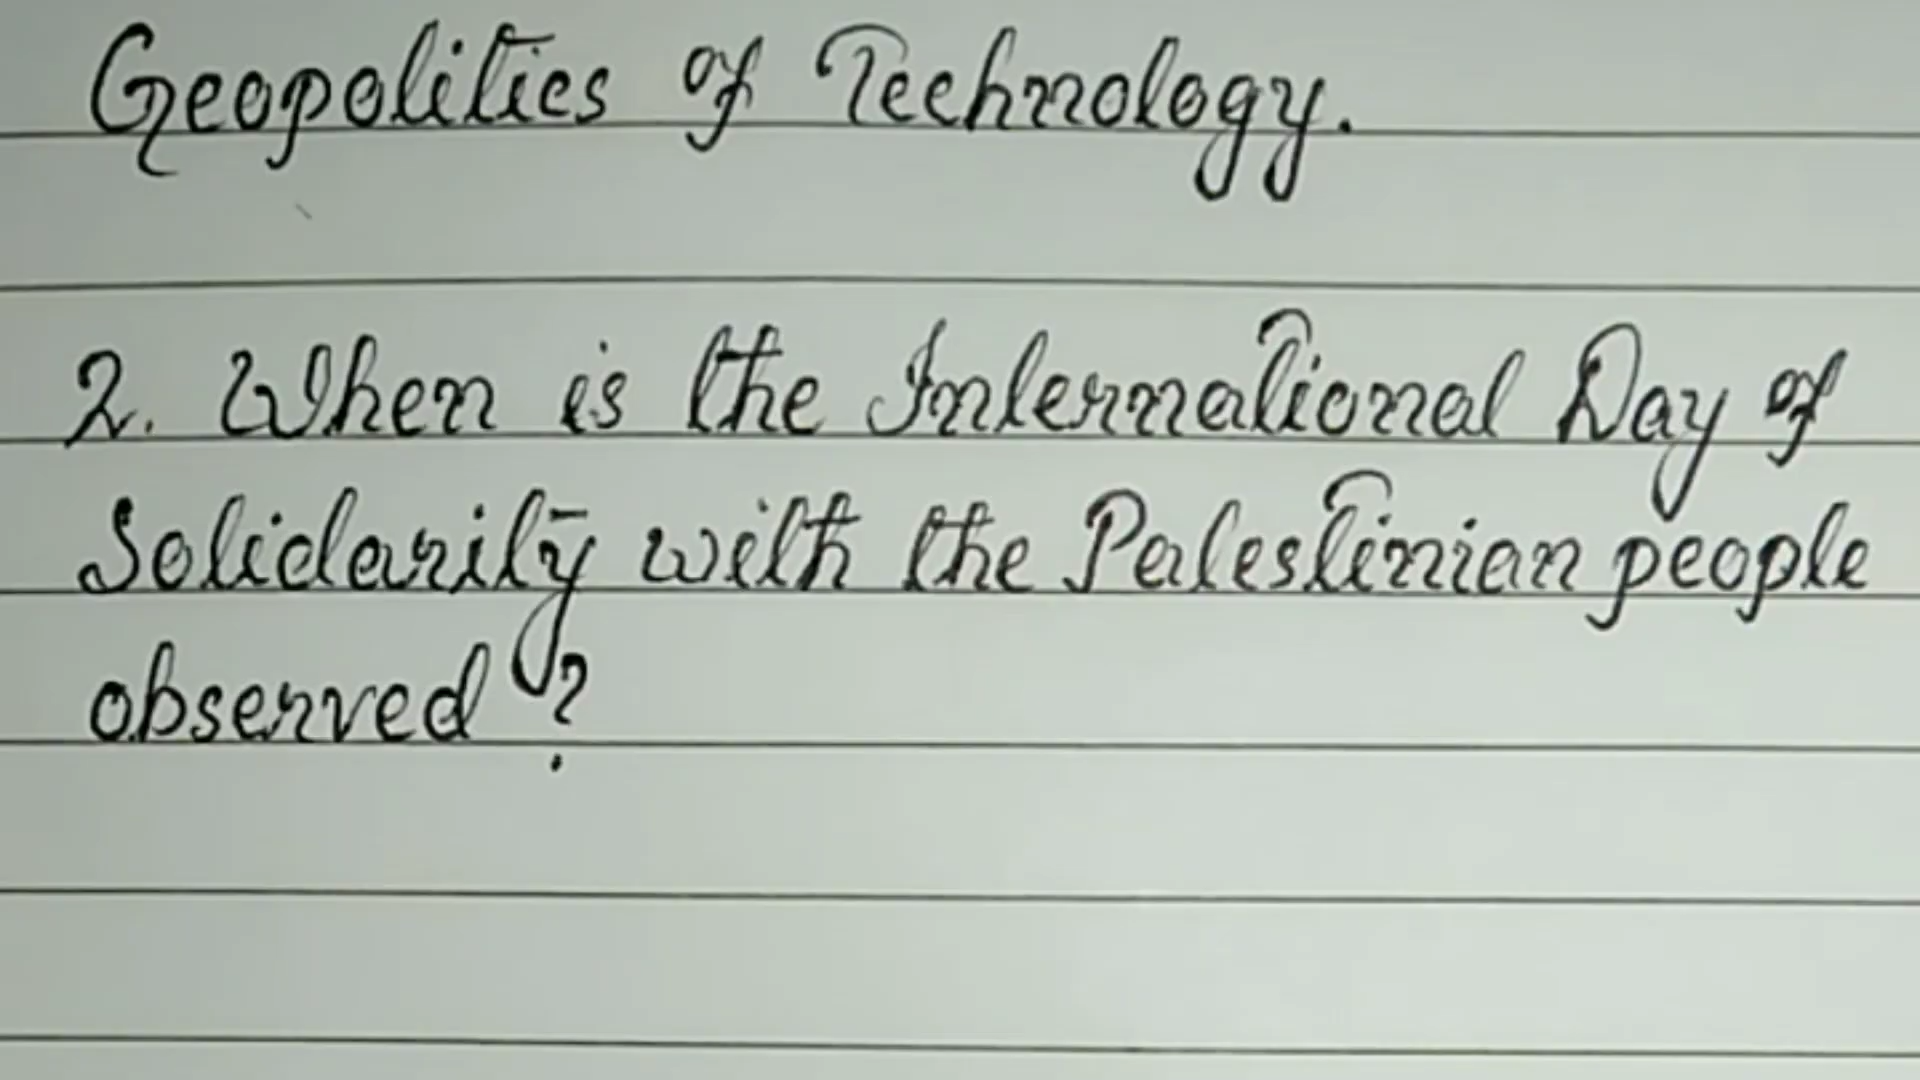 Geopolitics of Technology.
2. When is the International Day of
Solidarity with the Palestinian people
observed?